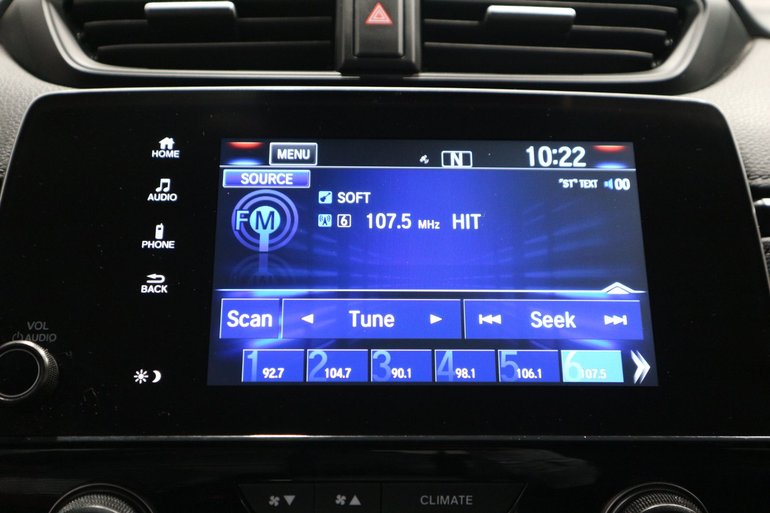 HOME
AUDIO
PHONE
BACK
VOL
AUDIO
MENU
N
10:22
SOURCE
"ST" TEXT 00
FM
SOFT
6 107.5 MHz HIT
Scan Tune Seek
1 92.7 2 104.7 3 90.1 4 98.1 5 106.1 6 107.5
CLIMATE